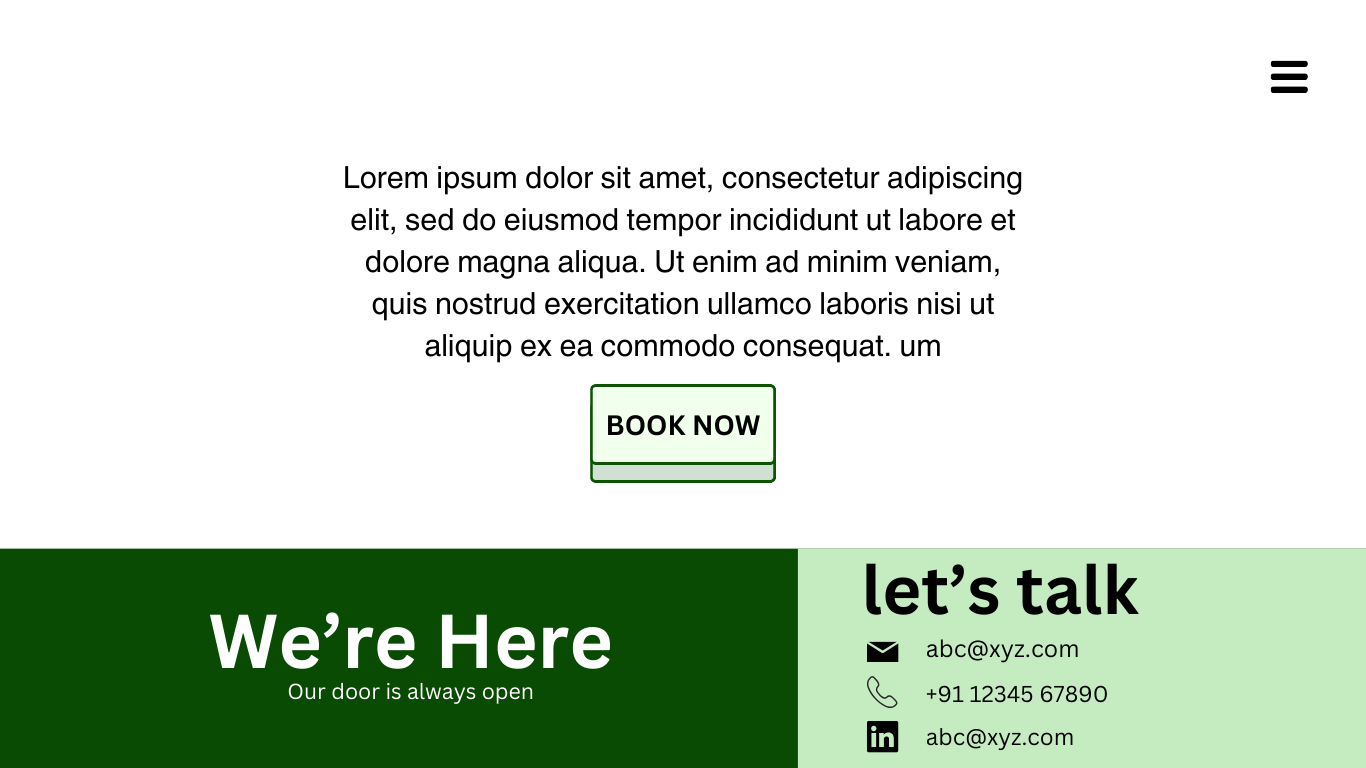 Lorem ipsum dolor sit amet, consectetur adipiscing
elit, sed do eiusmod tempor incididunt ut labore et
dolore magna aliqua. Ut enim ad minim veniam,
quis nostrud exercitation ullamco laboris nisi ut
aliquip ex ea commodo consequat. um
BOOK NOW
We’re Here
Our door is always open
let’s talk
abc@xyz.com
+91 12345 67890
in abc@xyz.com